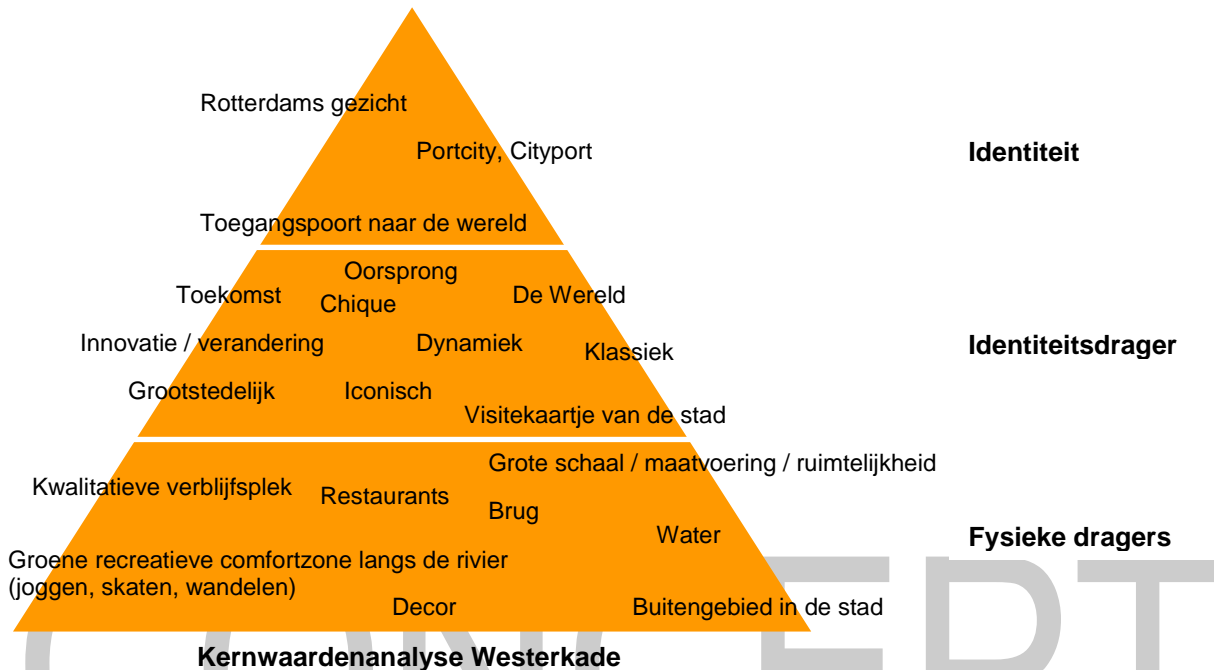 Rotterdams gezicht
Portcity, Cityport
Identiteit
Toegangspoort naar de wereld
Oorsprong
Toekomst
Chique
De Wereld
Innovatie / verandering
Dynamiek
Klassiek
Identiteitsdrager
Grootstedelijk
Iconisch
Visitekaartje van de stad
Grote schaal / maatvoering / ruimtelijkheid
Kwalitatieve verblijfsplek
Restaurants
Brug
Water
Fysieke dragers
Groene recreatieve comfortzone langs de rivier
(joggen, skaten, wandelen)
Decor
Buitengebied in de stad
CONCEPT
Kernwaardenanalyse Westerkade